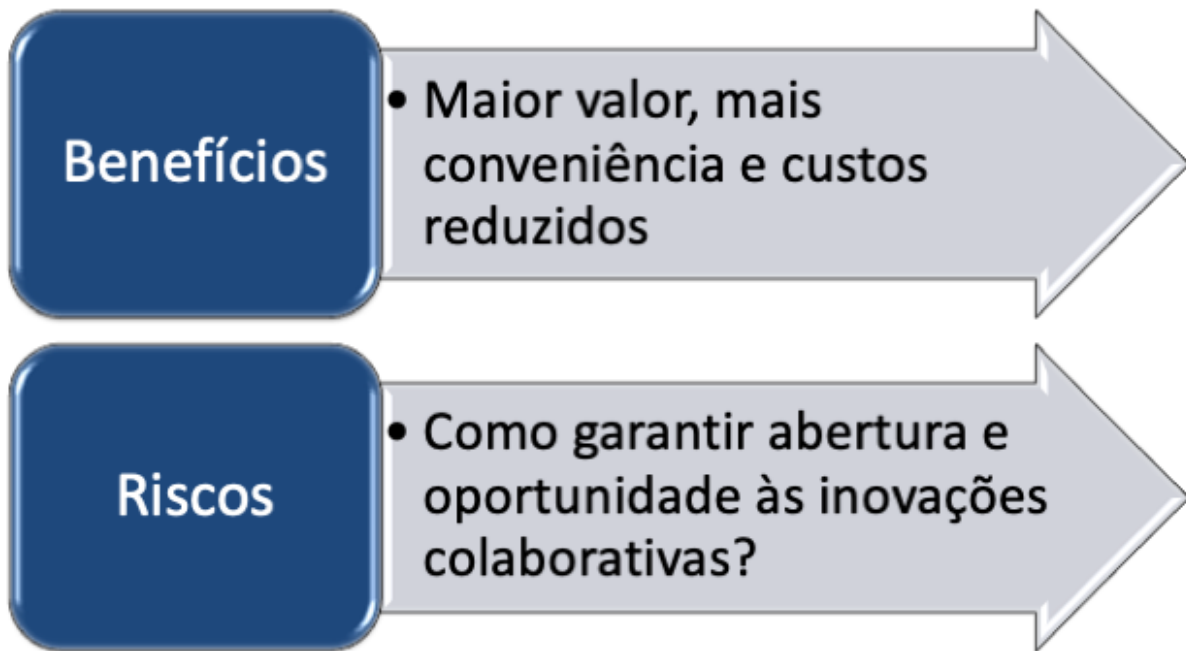 Benefícios
• Maior valor, mais
conveniência e custos
reduzidos
Riscos
• Como garantir abertura e
oportunidade às inovações
colaborativas?